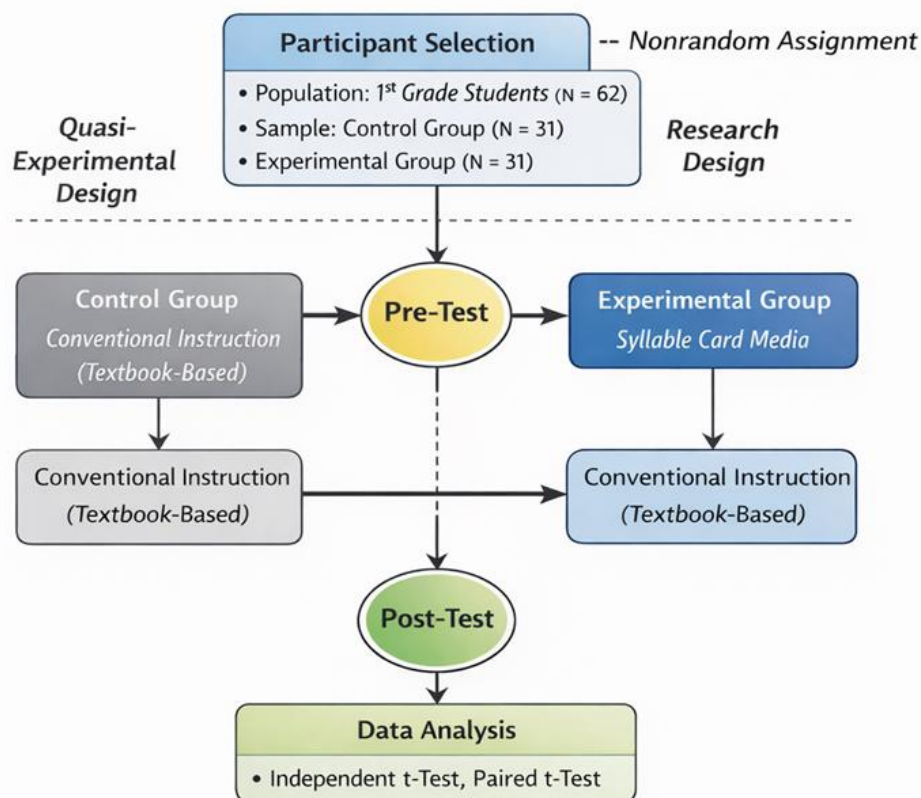 Participant Selection
-- Nonrandom Assignment
• Population: 1st Grade Students (N = 62)
• Sample: Control Group (N = 31)
• Experimental Group (N = 31)
Quasi-
Experimental
Design
Research
Design
Control Group
Conventional Instruction
(Textbook-Based)
Pre-Test
Experimental Group
Syllable Card Media
Conventional Instruction
(Textbook-Based)
Conventional Instruction
(Textbook-Based)
Post-Test
Data Analysis
• Independent t-Test, Paired t-Test